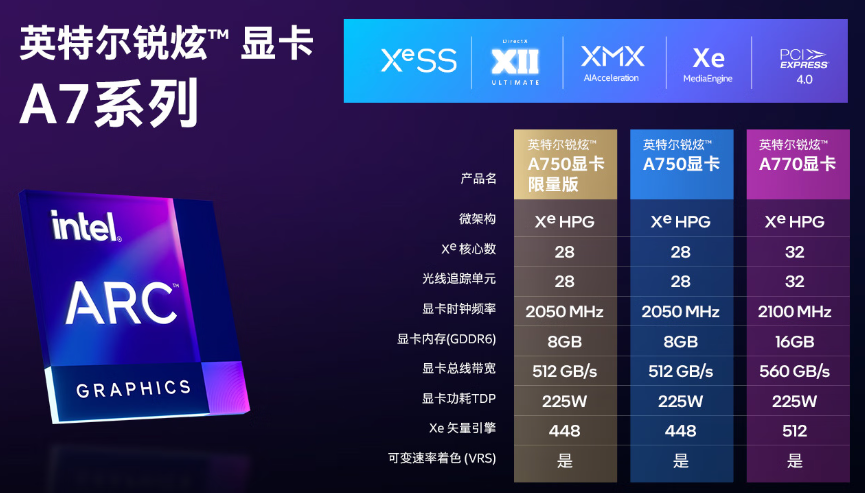 英特尔锐炫™ 显卡
A7系列
XeSS
DirectX
XII
ULTIMATE
XMX
AIAcceleration
Xe
MediaEngine
PCI
EXPRESS
4.0
intel.
ARC™
GRAPHICS
产品名 英特尔锐炫™ A750显卡 限量版 英特尔锐炫™ A750显卡 英特尔锐炫™ A770显卡
微架构 Xe HPG Xe HPG Xe HPG
Xe 核心数 28 28 32
光线追踪单元 28 28 32
显卡时钟频率 2050 MHz 2050 MHz 2100 MHz
显卡内存(GDDR6) 8GB 8GB 16GB
显卡总线带宽 512 GB/s 512 GB/s 560 GB/s
显卡功耗TDP 225W 225W 225W
Xe 矢量引擎 448 448 512
可变速率着色 (VRS) 是 是 是